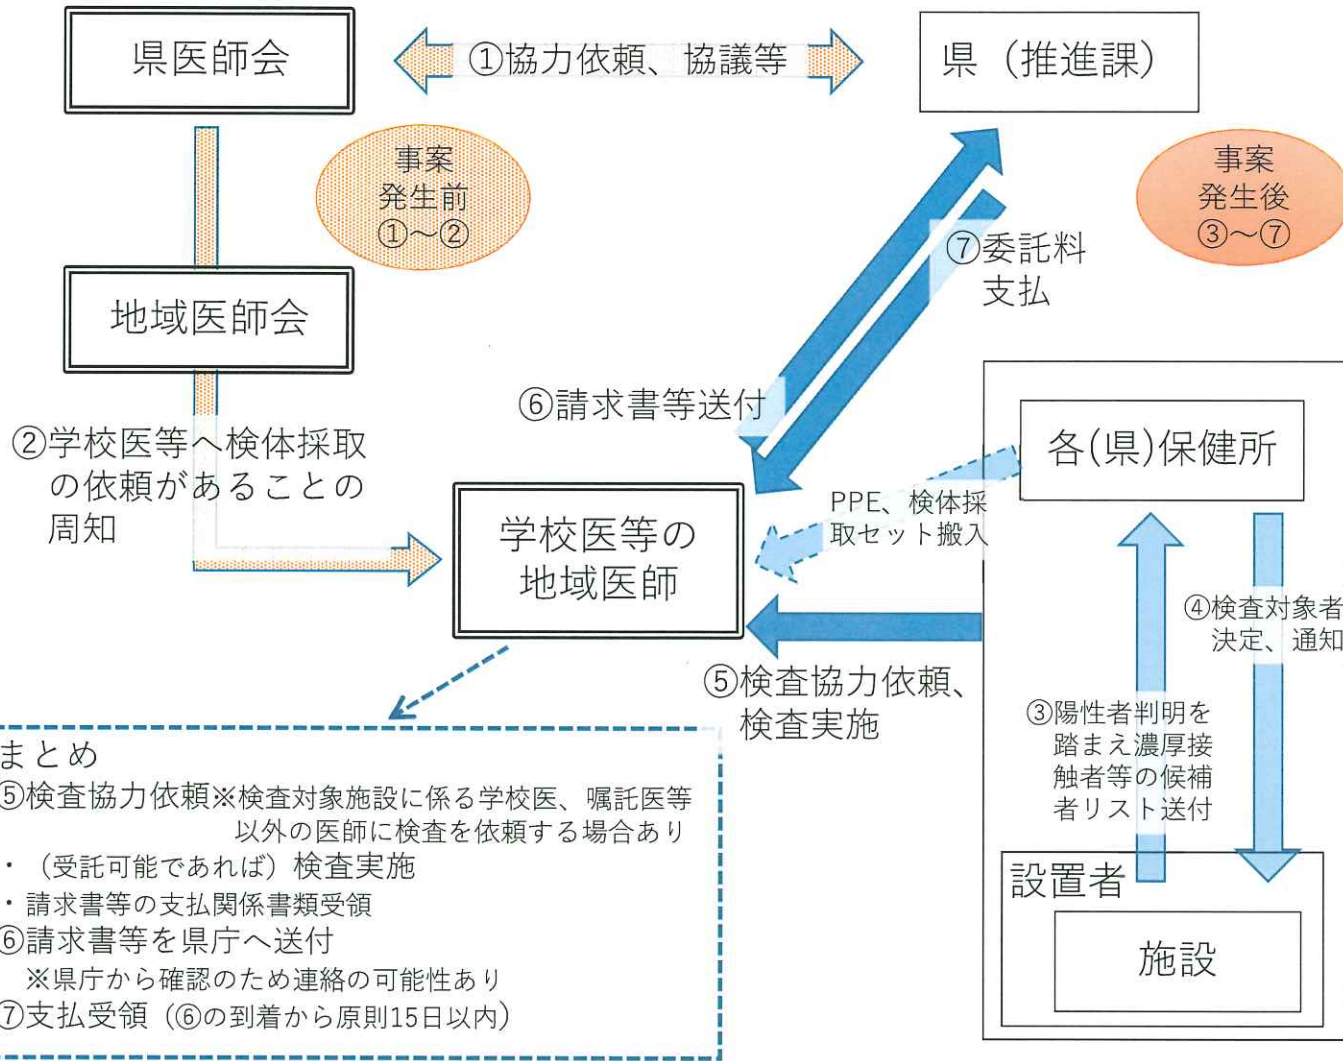 県医師会
①協力依頼、協議等
県（推進課）
事案
発生前
①～②
事案
発生後
③～⑦
地域医師会
⑦委託料
支払
⑥請求書等送付
②学校医等へ検体採取
の依頼があることの
周知
各(県)保健所
PPE、検体採
取セット搬入
学校医等の
地域医師
④検査対象者
決定、通知
⑤検査協力依頼、
検査実施
③陽性者判明を
踏まえ濃厚接
触者等の候補
者リスト送付
設置者
施設
まとめ
⑤検査協力依頼※検査対象施設に係る学校医、嘱託医等
以外の医師に検査を依頼する場合あり
・（受託可能であれば）検査実施
・請求書等の支払関係書類受領
⑥請求書等を県庁へ送付
※県庁から確認のため連絡の可能性あり
⑦支払受領（⑥の到着から原則15日以内）